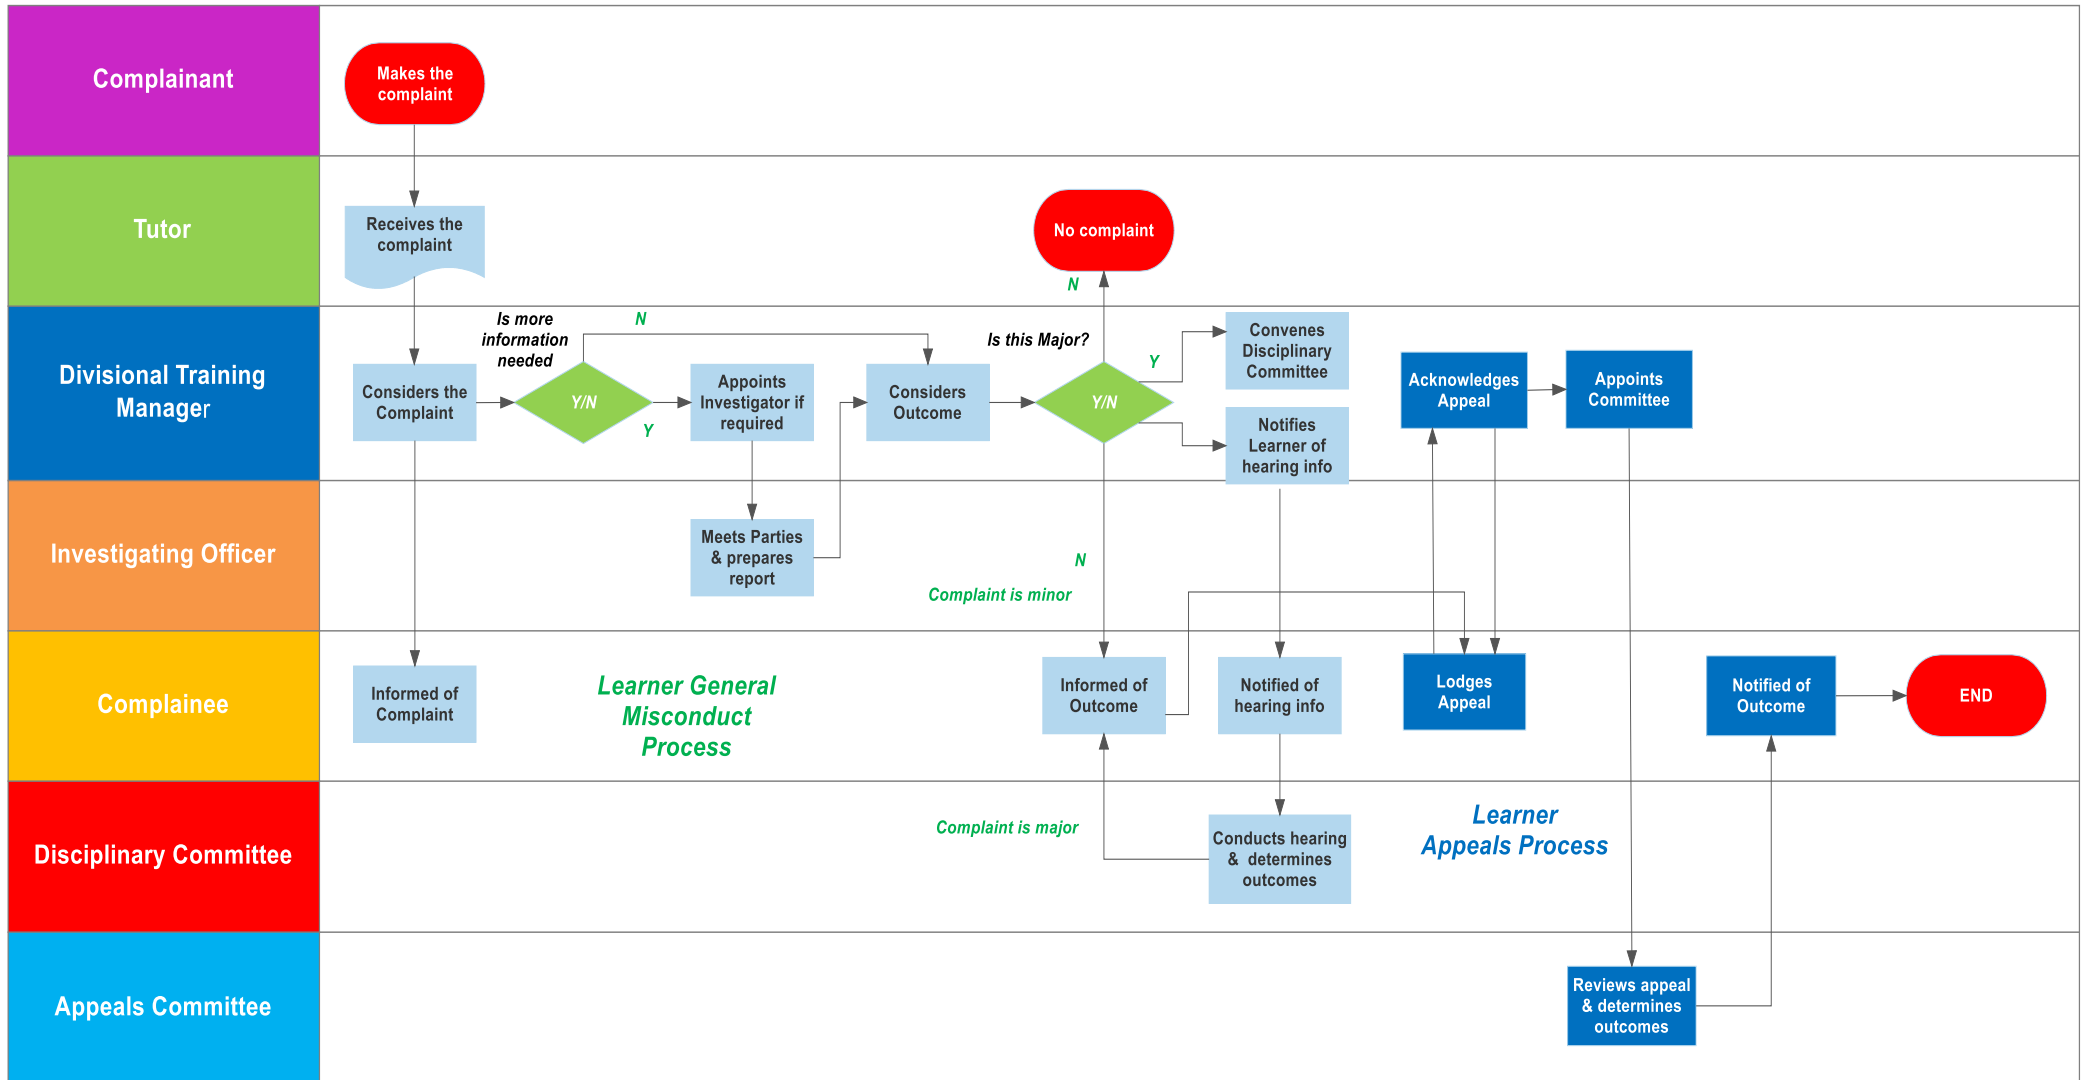 Complainant
Makes the
complaint
Tutor
Receives the
complaint
No complaint
N
Divisional Training
Manager
Is more
information
needed
N
Considers the
Complaint
Y/N
Y
Appoints
Investigator if
required
Considers
Outcome
Is this Major?
Y/N
Y
Convenes
Disciplinary
Committee
Notifies
Learner of
hearing info
Acknowledges
Appeal
Appoints
Committee
Investigating Officer
Meets Parties
& prepares
report
N
Complaint is minor
Complainee
Informed of
Complaint
Learner General
Misconduct
Process
Informed of
Outcome
Notified of
hearing info
Lodges
Appeal
Notified of
Outcome
END
Disciplinary Committee
Complaint is major
Conducts hearing
& determines
outcomes
Learner
Appeals Process
Appeals Committee
Reviews appeal
& determines
outcomes